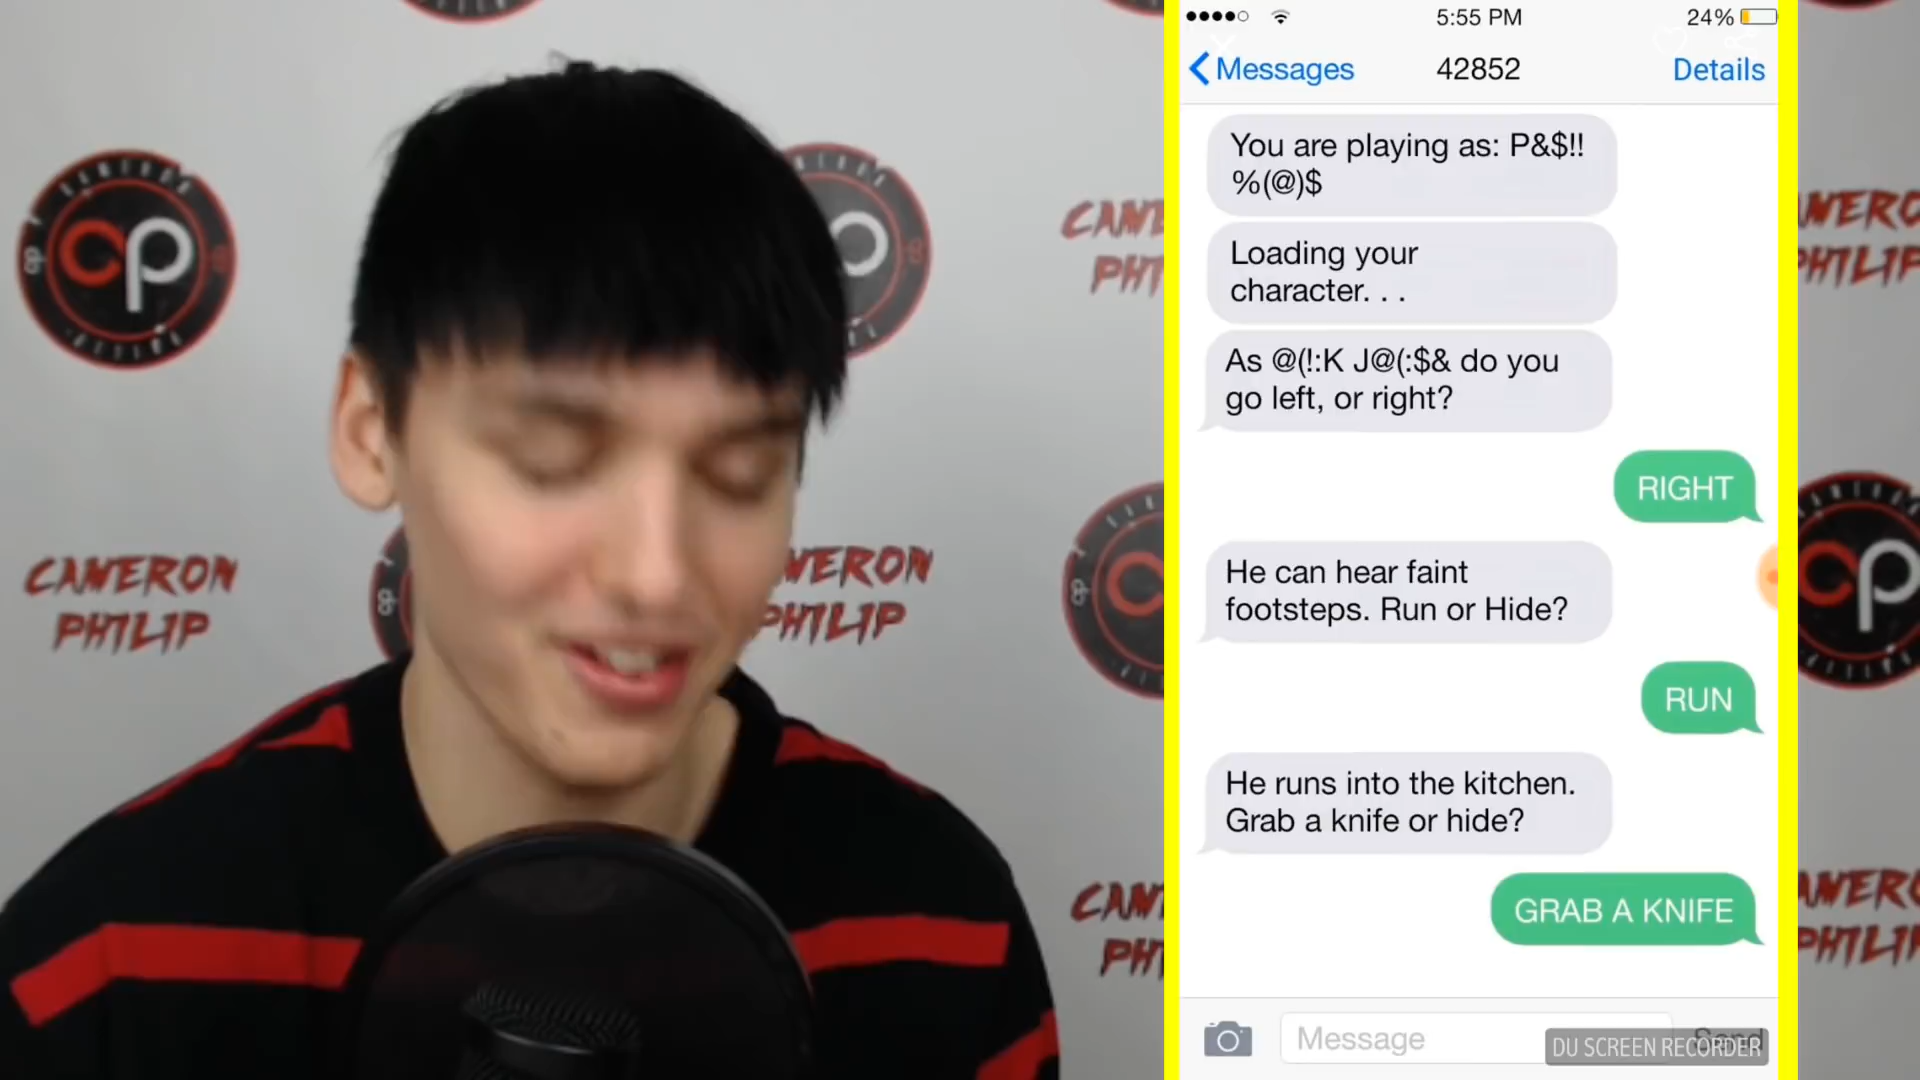 5:55 PM
24%
Messages
42852
Details
You are playing as: P&$!!
%(@)$
Loading your
character. . .
As @(!:K J@(:$& do you
go left, or right?
RIGHT
He can hear faint
footsteps. Run or Hide?
RUN
He runs into the kitchen.
Grab a knife or hide?
GRAB A KNIFE
Message
Send
DU SCREEN RECORDER
cp
CAMERON
PHILIP
CAMERON
PHILIP